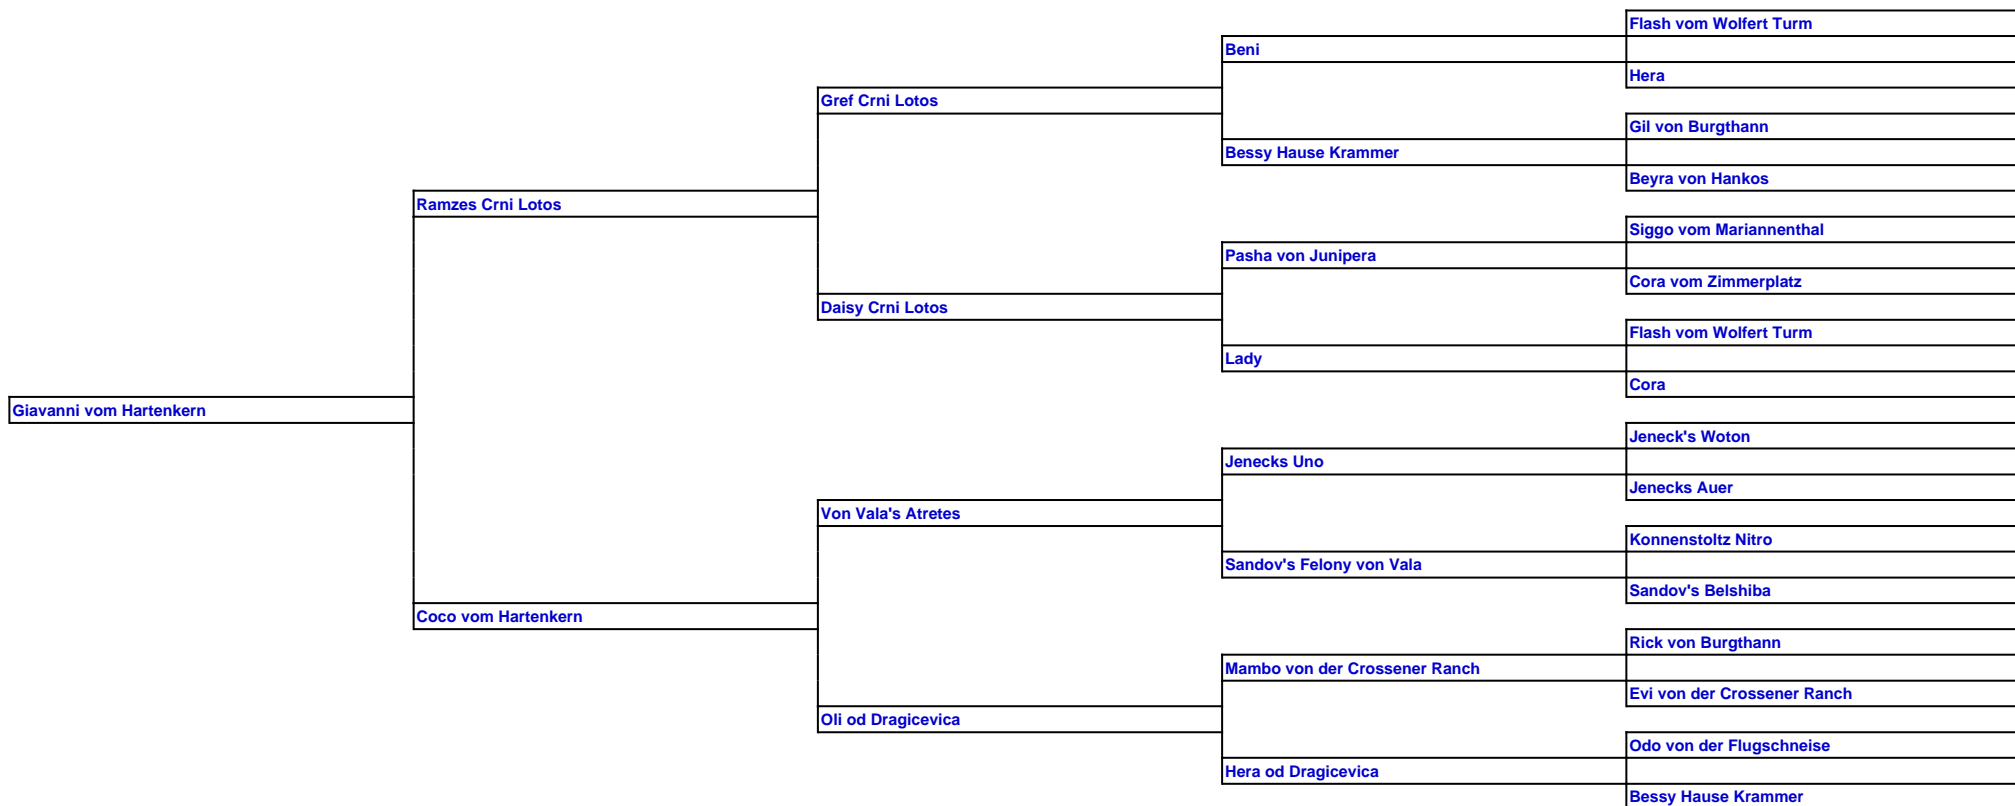 Flash vom Wolfert Turm
Beni
Hera
Gref Crni Lotos
Gil von Burgthann
Bessy Hause Krammer
Beyra von Hankos
Ramzes Crni Lotos
Siggo vom Mariannenthal
Pasha von Junipera
Cora vom Zimmerplatz
Daisy Crni Lotos
Flash vom Wolfert Turm
Lady
Cora
Giavanni vom Hartenkern
Jeneck's Woton
Jenecks Uno
Jenecks Auer
Von Vala's Atretes
Konnenstoltz Nitro
Sandov's Felony von Vala
Sandov's Belshiba
Coco vom Hartenkern
Rick von Burgthann
Mambo von der Crossener Ranch
Evi von der Crossener Ranch
Oli od Dragicevica
Odo von der Flugschneise
Hera od Dragicevica
Bessy Hause Krammer